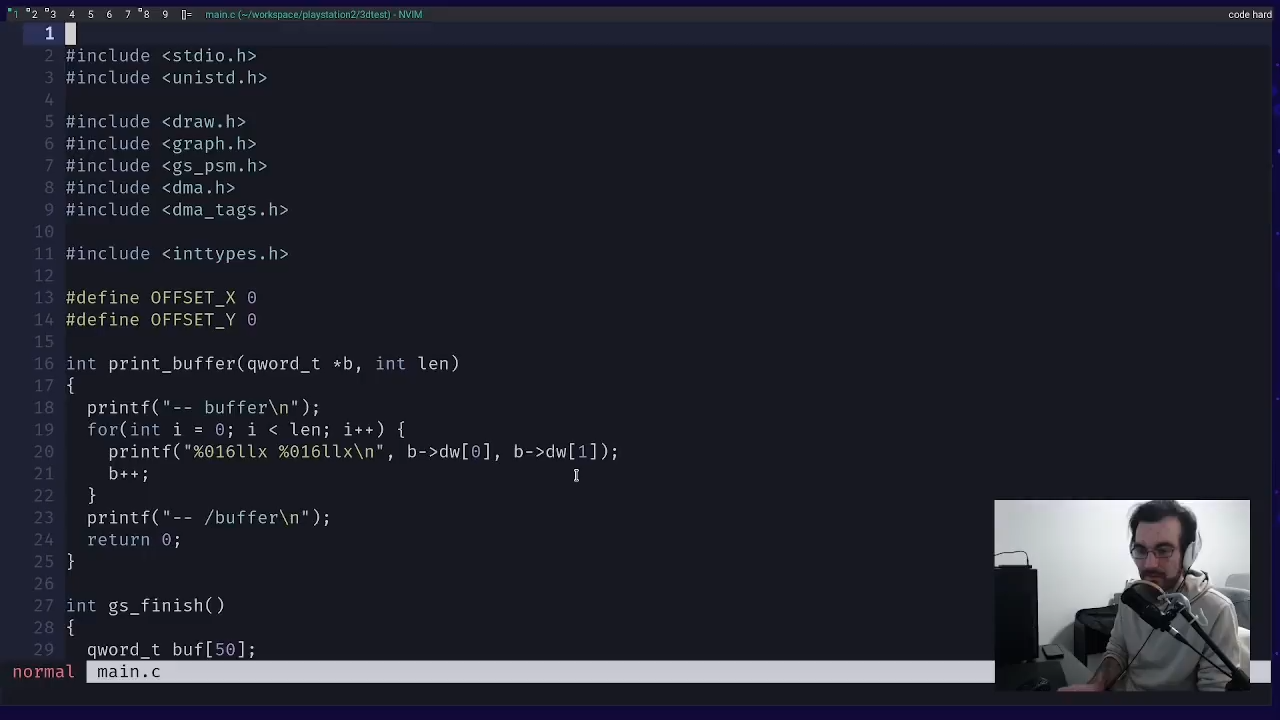 1 2 3 4 5 6 7 8 9 []= main.c (~/workspace/playstation2/3dtest) - NVIM code hard
1
2 #include <stdio.h>
3 #include <unistd.h>
4
5 #include <draw.h>
6 #include <graph.h>
7 #include <gs_psm.h>
8 #include <dma.h>
9 #include <dma_tags.h>
10
11 #include <inttypes.h>
12
13 #define OFFSET_X 0
14 #define OFFSET_Y 0
15
16 int print_buffer(qword_t *b, int len)
17 {
18   printf("-- buffer\n");
19   for(int i = 0; i < len; i++) {
20     printf("%016llx %016llx\n", b->dw[0], b->dw[1]);
21     b++;
22   }
23   printf("-- /buffer\n");
24   return 0;
25 }
26
27 int gs_finish()
28 {
29   qword_t buf[50];
normal main.c